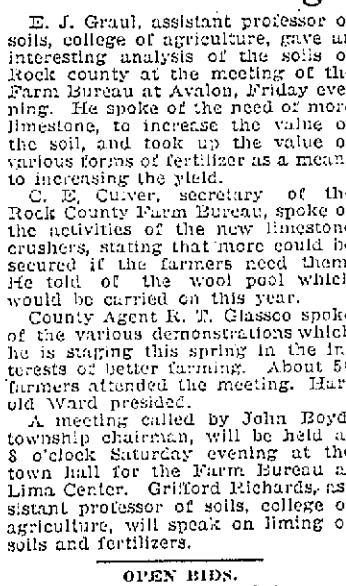 E. J. Graul, assistant professor o
soils, college of agriculture, gave a
interesting analysis of the soils o
Rock county at the meeting of th
Farm Bureau at Avalon, Friday eve
ning. He spoke of the need of mor
limestone, to increase the value o
the soil, and took up the value o
various forms of fertilizer as a mean
to increasing the yield.
C. E. Culver, secretary of th
Rock County Farm Bureau, spoke o
the activities of the new limeston
crushers, stating that more could b
secured if the farmers need them
He told of the wool pool whic
would be carried on this year.
County Agent R. T. Glassco spok
of the various demonstrations whic
he is staging this spring in the in
terests of better farming. About 5
farmers attended the meeting. Har
old Ward presided.
A meeting called by John Boyd
township chairman, will be held a
8 o'clock Saturday evening at th
town hall for the Farm Bureau a
Lima Center. Grifford Richards, as
sistant professor of soils, college o
agriculture, will speak on liming o
soils and fertilizers.
OPEN BIDS.